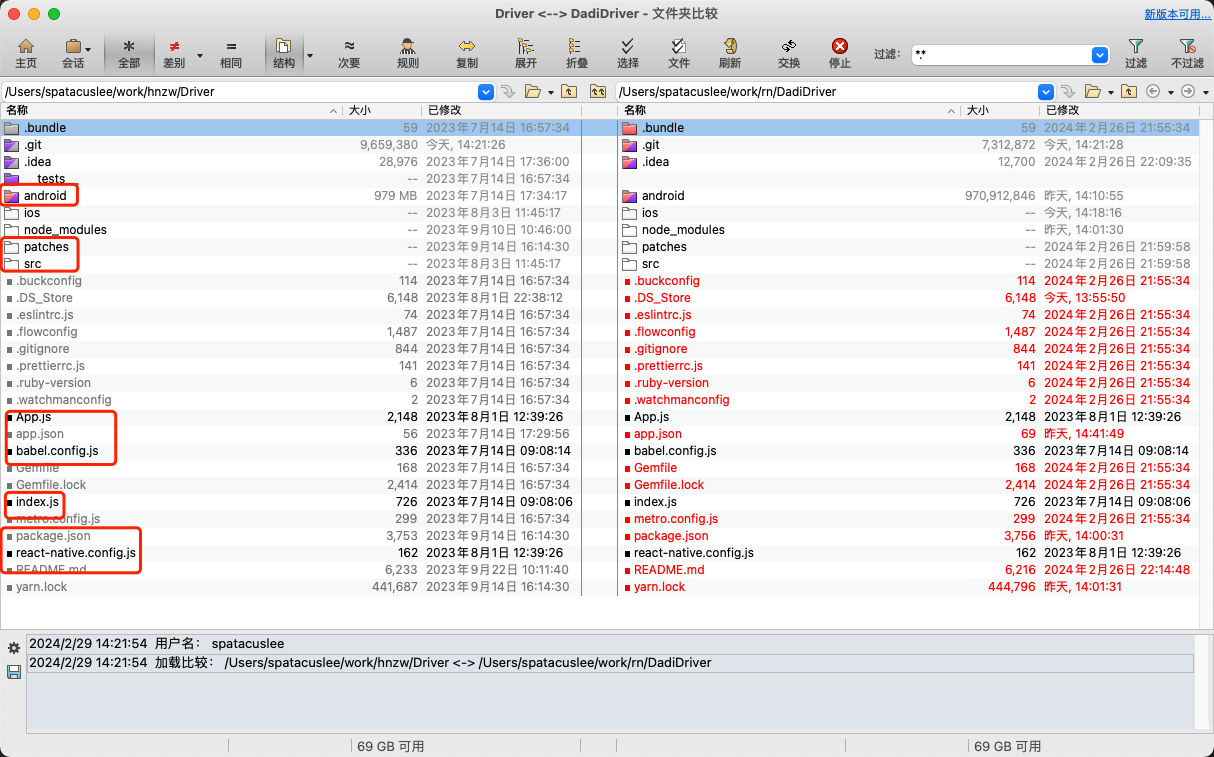 Driver <--> DadiDriver - 文件夹比较
新版本可用...
主页 会话 全部 差别 相同 结构 次要 规则 复制 展开 折叠 选择 文件 刷新 交换 停止 过滤: *.* 过滤 不过滤
/Users/spatacuslee/work/hnzw/Driver /Users/spatacuslee/work/rn/DadiDriver
名称 大小 已修改 名称 大小 已修改
.bundle 59 2023年7月14日 16:57:34 .bundle 59 2024年2月26日 21:55:34
.git 9,659,380 今天, 14:21:26 .git 7,312,872 今天, 14:21:28
.idea 28,976 2023年7月14日 17:36:00 .idea 12,700 2024年2月26日 22:09:35
__tests__ -- 2023年7月14日 16:57:34
android 979 MB 2023年7月14日 17:34:17 android 970,912,846 昨天, 14:10:55
ios -- 2023年8月3日 11:45:17 ios -- 今天, 14:18:16
node_modules -- 2023年9月10日 10:46:00 node_modules -- 昨天, 14:01:30
patches -- 2023年9月14日 16:14:30 patches -- 2024年2月26日 21:59:58
src -- 2023年8月3日 11:45:17 src -- 2024年2月26日 21:59:58
.buckconfig 114 2023年7月14日 16:57:34 .buckconfig 114 2024年2月26日 21:55:34
.DS_Store 6,148 2023年8月1日 22:38:12 .DS_Store 6,148 今天, 13:55:50
.eslintrc.js 74 2023年7月14日 16:57:34 .eslintrc.js 74 2024年2月26日 21:55:34
.flowconfig 1,487 2023年7月14日 16:57:34 .flowconfig 1,487 2024年2月26日 21:55:34
.gitignore 844 2023年7月14日 16:57:34 .gitignore 844 2024年2月26日 21:55:34
.prettierrc.js 141 2023年7月14日 16:57:34 .prettierrc.js 141 2024年2月26日 21:55:34
.ruby-version 6 2023年7月14日 16:57:34 .ruby-version 6 2024年2月26日 21:55:34
.watchmanconfig 2 2023年7月14日 16:57:34 .watchmanconfig 2 2024年2月26日 21:55:34
App.js 2,148 2023年8月1日 12:39:26 App.js 2,148 2023年8月1日 12:39:26
app.json 56 2023年7月14日 17:29:56 app.json 69 昨天, 14:41:49
babel.config.js 336 2023年7月14日 09:08:14 babel.config.js 336 2023年7月14日 09:08:14
Gemfile 168 2023年7月14日 16:57:34 Gemfile 168 2024年2月26日 21:55:34
Gemfile.lock 2,414 2023年7月14日 16:57:34 Gemfile.lock 2,414 2024年2月26日 21:55:34
index.js 726 2023年7月14日 09:08:06 index.js 726 2023年7月14日 09:08:06
metro.config.js 299 2023年7月14日 16:57:34 metro.config.js 299 2024年2月26日 21:55:34
package.json 3,753 2023年9月14日 16:14:30 package.json 3,756 昨天, 14:00:31
react-native.config.js 162 2023年8月1日 12:39:26 react-native.config.js 162 2023年8月1日 12:39:26
README.md 6,233 2023年9月22日 10:11:40 README.md 6,216 2024年2月26日 22:14:48
yarn.lock 441,687 2023年9月14日 16:14:30 yarn.lock 444,796 昨天, 14:01:31
2024/2/29 14:21:54 用户名： spatacuslee
2024/2/29 14:21:54 加载比较： /Users/spatacuslee/work/hnzw/Driver <-> /Users/spatacuslee/work/rn/DadiDriver
69 GB 可用 69 GB 可用